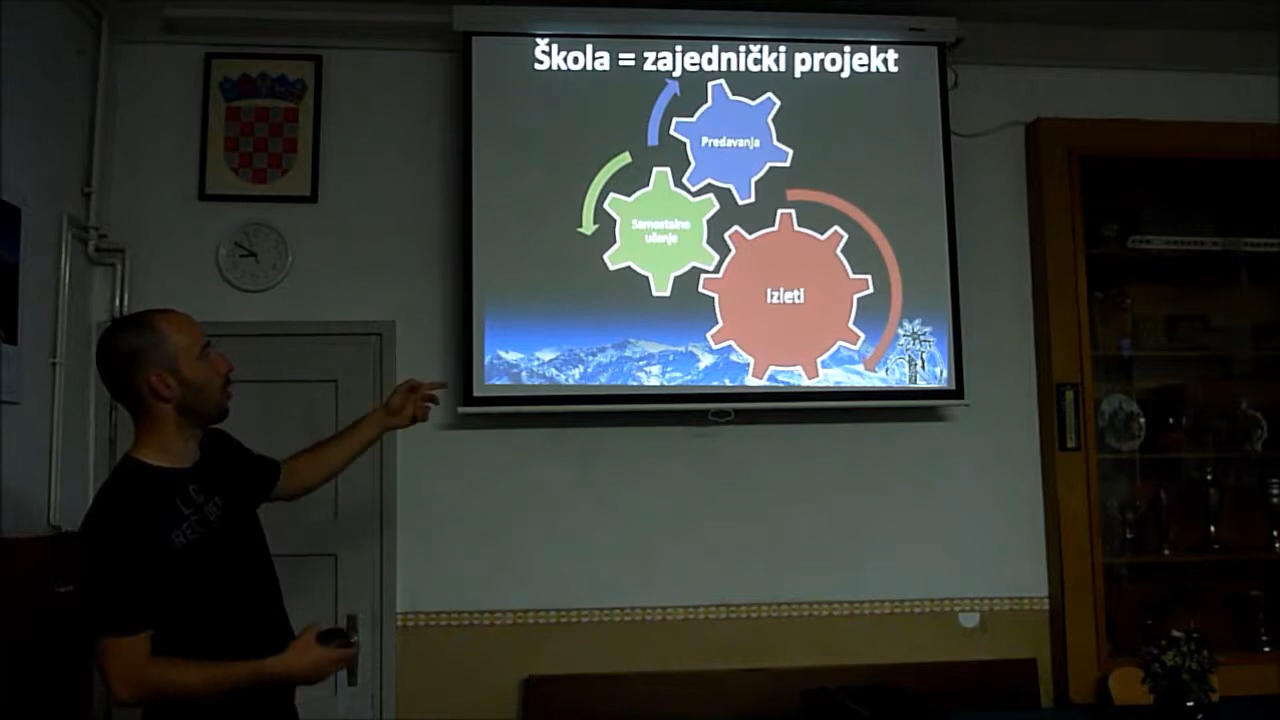 Škola = zajednički projekt
Predavanja
Samostalno
učenje
Izleti
L C